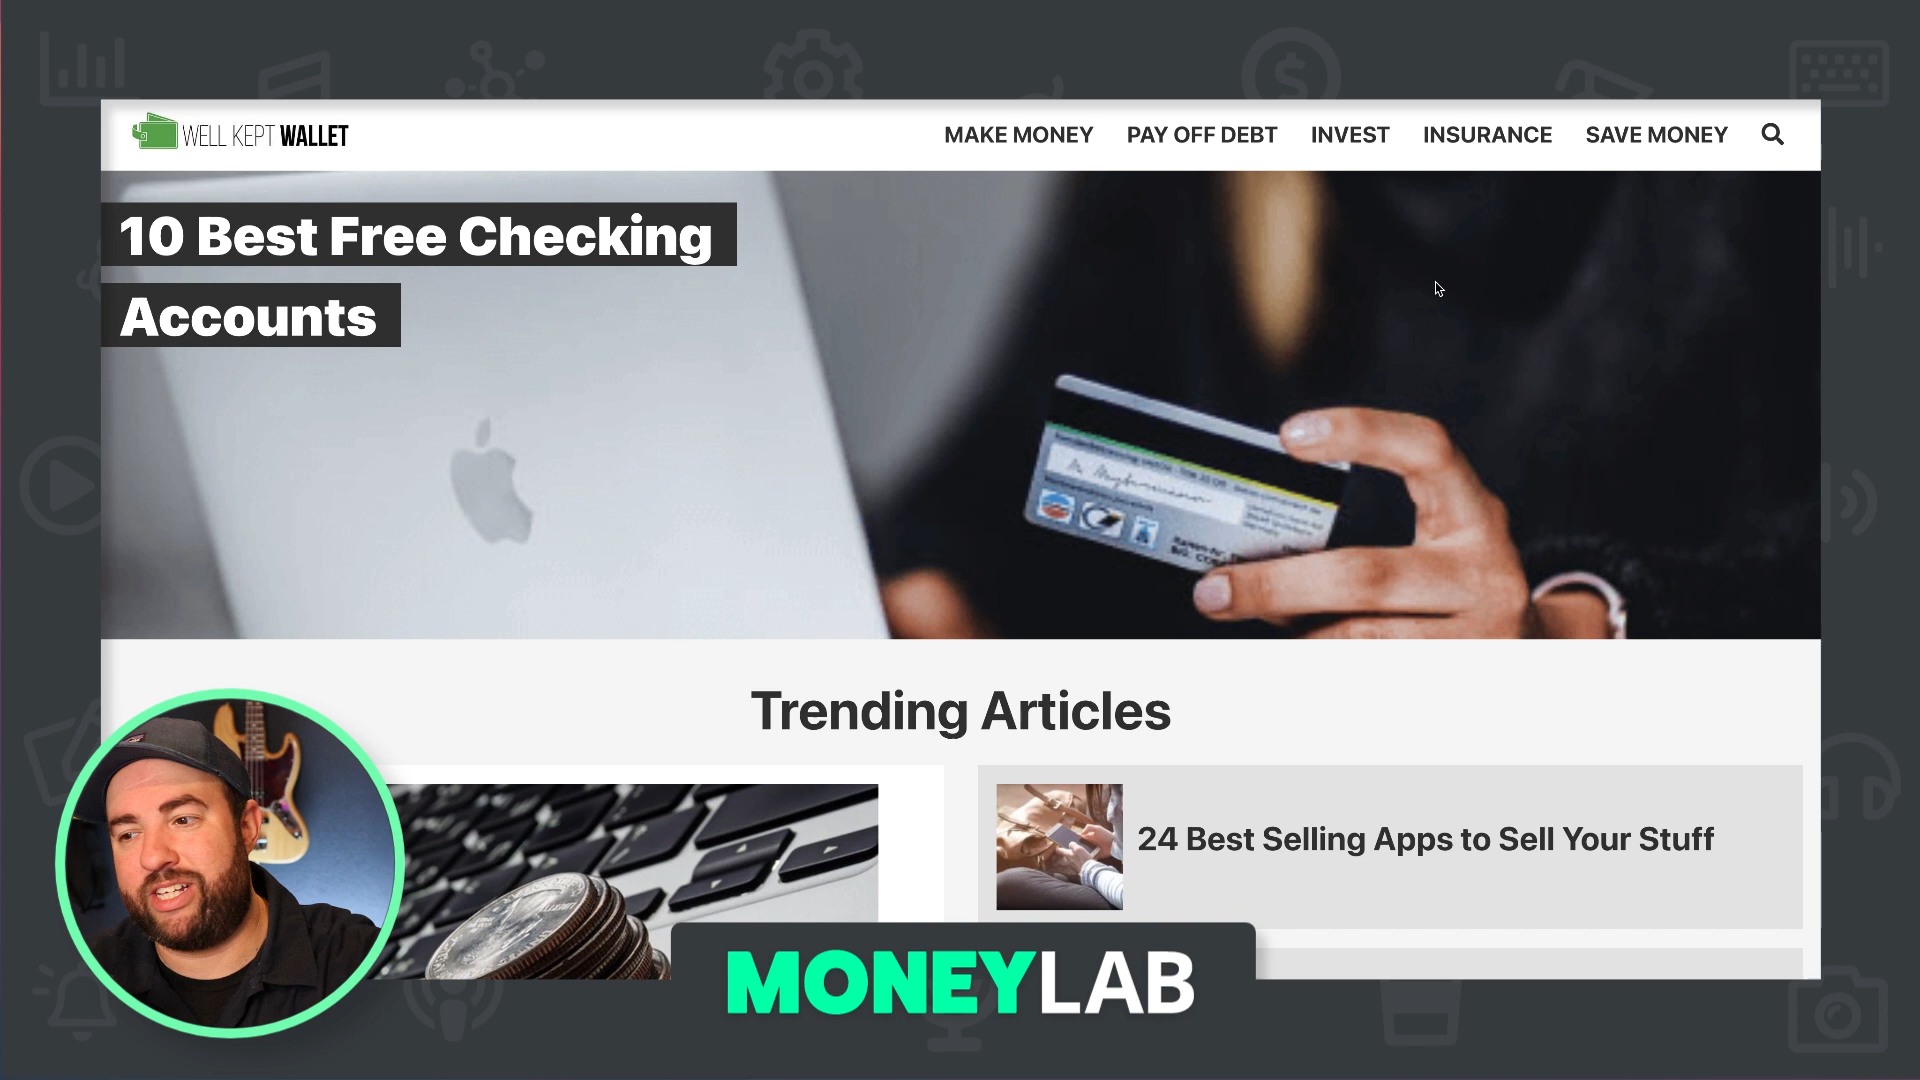 WELL KEPT WALLET
MAKE MONEY PAY OFF DEBT INVEST INSURANCE SAVE MONEY
10 Best Free Checking
Accounts
Trending Articles
24 Best Selling Apps to Sell Your Stuff
MONEYLAB